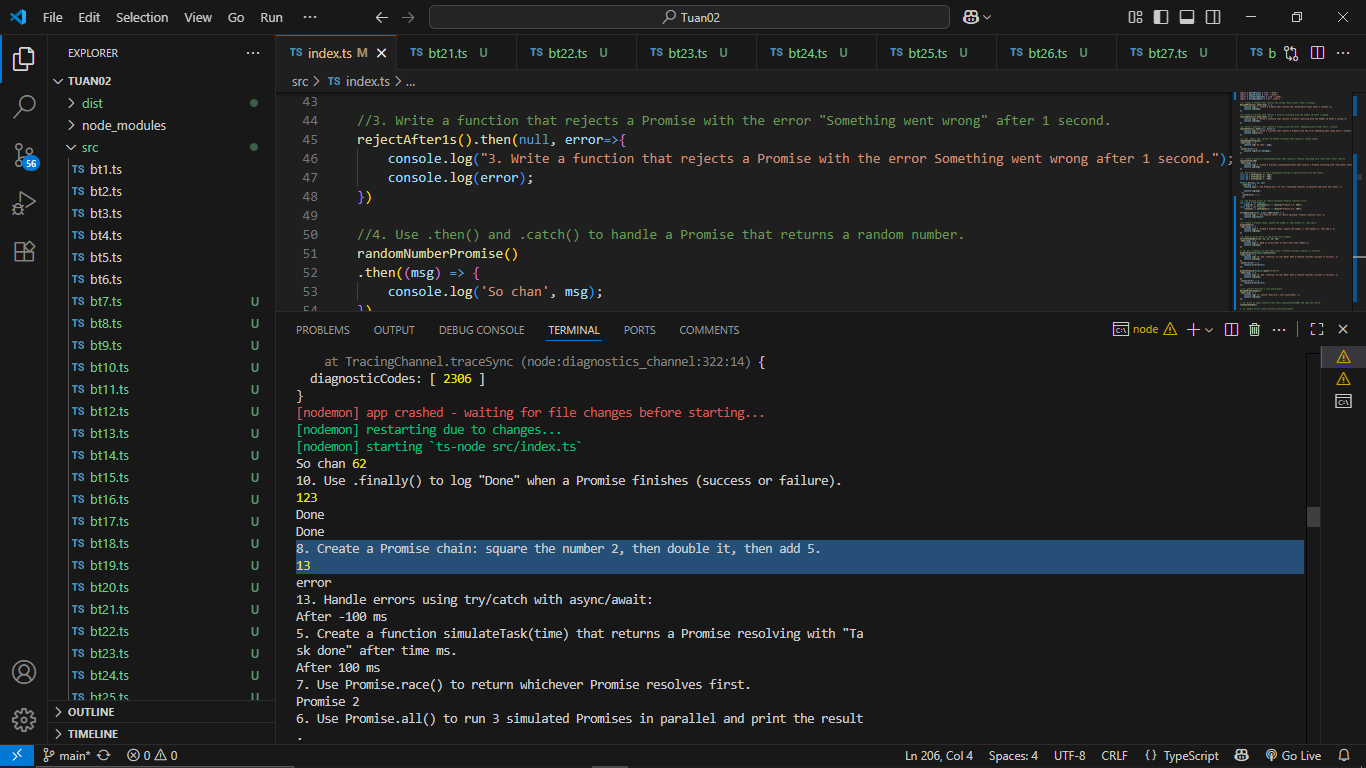 File Edit Selection View Go Run ··· Tuan02
EXPLORER ···
TUAN02
dist
node_modules
src
TS bt1.ts
TS bt2.ts
TS bt3.ts
TS bt4.ts
TS bt5.ts
TS bt6.ts
TS bt7.ts U
TS bt8.ts U
TS bt9.ts U
TS bt10.ts U
TS bt11.ts U
TS bt12.ts U
TS bt13.ts U
TS bt14.ts U
TS bt15.ts U
TS bt16.ts U
TS bt17.ts U
TS bt18.ts U
TS bt19.ts U
TS bt20.ts U
TS bt21.ts U
TS bt22.ts U
TS bt23.ts U
TS bt24.ts U
TS bt25.ts U
OUTLINE
TIMELINE
56
TS index.ts M TS bt21.ts U TS bt22.ts U TS bt23.ts U TS bt24.ts U TS bt25.ts U TS bt26.ts U TS bt27.ts U TS b ···
src > TS index.ts > ...
43
44 //3. Write a function that rejects a Promise with the error "Something went wrong" after 1 second.
45 rejectAfter1s().then(null, error=>{
46 console.log("3. Write a function that rejects a Promise with the error Something went wrong after 1 second.");
47 console.log(error);
48 })
49
50 //4. Use .then() and .catch() to handle a Promise that returns a random number.
51 randomNumberPromise()
52 .then((msg) => {
53 console.log('So chan', msg);
54 })
PROBLEMS OUTPUT DEBUG CONSOLE TERMINAL PORTS COMMENTS node ···
at TracingChannel.traceSync (node:diagnostics_channel:322:14) {
diagnosticCodes: [ 2306 ]
}
[nodemon] app crashed - waiting for file changes before starting...
[nodemon] restarting due to changes...
[nodemon] starting `ts-node src/index.ts`
So chan 62
10. Use .finally() to log "Done" when a Promise finishes (success or failure).
123
Done
Done
8. Create a Promise chain: square the number 2, then double it, then add 5.
13
error
13. Handle errors using try/catch with async/await:
After -100 ms
5. Create a function simulateTask(time) that returns a Promise resolving with "Ta
sk done" after time ms.
After 100 ms
7. Use Promise.race() to return whichever Promise resolves first.
Promise 2
6. Use Promise.all() to run 3 simulated Promises in parallel and print the result
.
main* 0 0 Ln 206, Col 4 Spaces: 4 UTF-8 CRLF {} TypeScript Go Live